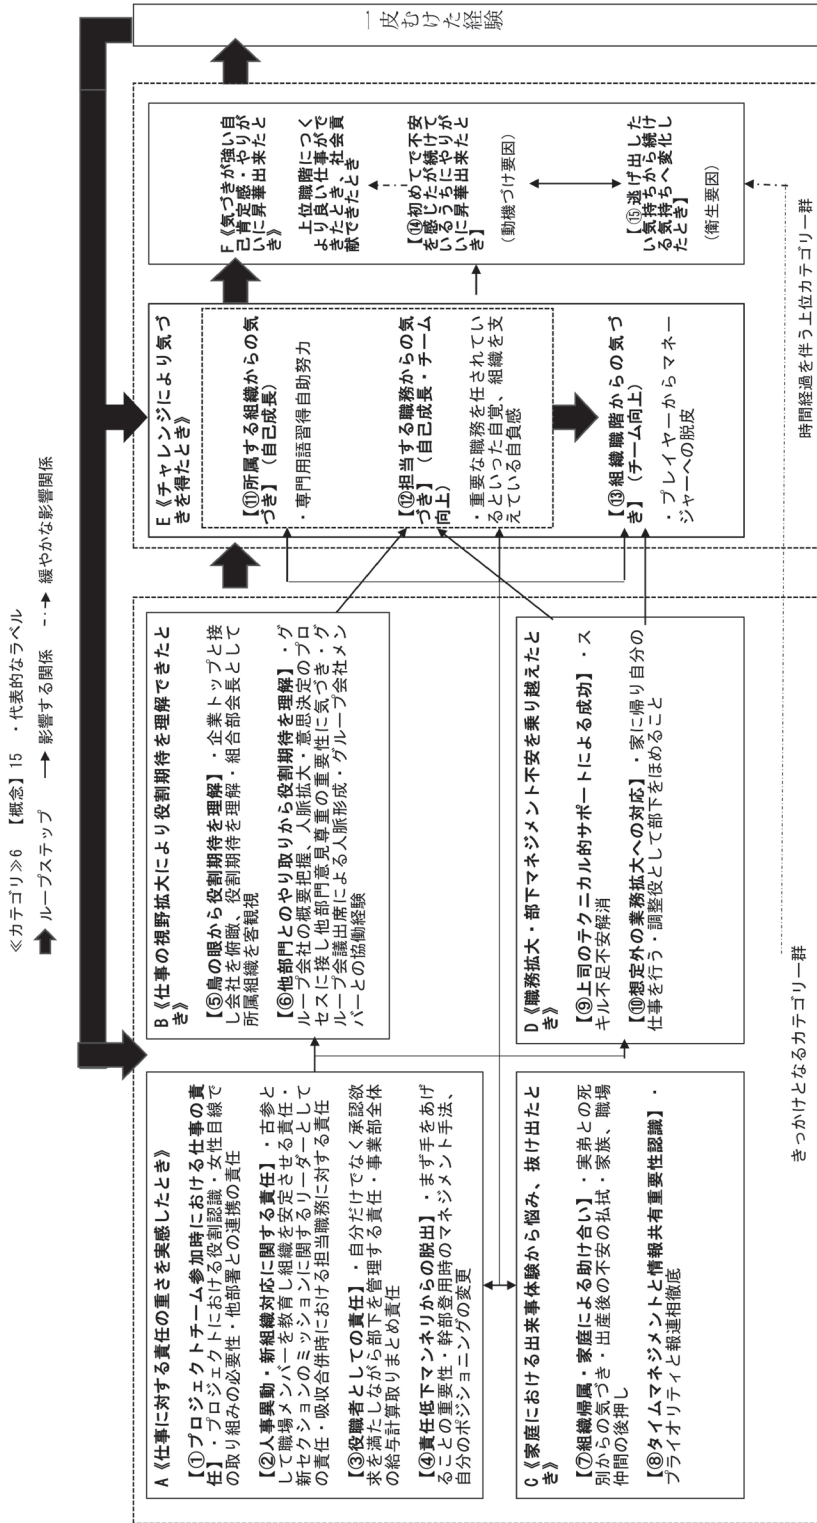 ≪カテゴリ≫6 【概念】15 ・代表的なラベル
ループステップ 影響する関係 緩やかな影響関係
A《仕事に対する責任の重さを実感したとき》
【①プロジェクトチーム参加時における仕事の責
任】・プロジェクトにおける役割認識・女性目線で
の取り組みの必要性・他部署との連携の責任
【②人事異動・新組織対応に関する責任】・古参と
して職場メンバーを教育し組織を安定させる責任・
新セクションのミッションに関するリーダーとして
の責任・吸収合併時における担当職務に対する責任
【③役職者としての責任】・自分だけでなく承認欲
求を満たしながら部下を管理する責任・事業部全体
の給与計算取りまとめ責任
【④責任低下マンネリからの脱出】・まず手をあげ
ることの重要性・幹部登用時のマネジメント手法、
自分のポジショニングの変更
C《家庭における出来事体験から悩み、抜け出たと
き》
【⑦組織帰属・家庭による助け合い】・実弟との死
別からの気づき・出産後の不安の払拭・家族、職場
仲間の後押し
【⑧タイムマネジメントと情報共有重要性認識】・
プライオリティと報連相徹底
B《仕事の視野拡大により役割期待を理解できたと
き》
【⑤鳥の眼から役割期待を理解】・企業トップと接
し会社を俯瞰、役割期待を理解・組合部会長として
所属組織を客観視
【⑥他部門とのやり取りから役割期待を理解】・グ
ループ会社の概要把握、人脈拡大・意思決定のプロ
セスに接し他部門意見尊重の重要性に気づき・グ
ループ会議出席による人脈形成・グループ会社メン
バーとの協働経験
D《職務拡大・部下マネジメント不安を乗り越えたと
き》
【⑨上司のテクニカル的サポートによる成功】・ス
キル不足不安解消
【⑩想定外の業務拡大への対応】・家に帰り自分の
仕事を行う・調整役として部下をほめること
E《チャレンジにより気づ
きを得たとき》
【⑪所属する組織からの気
づき】(自己成長)
・専門用語習得自助努力
【⑫担当する職務からの気
づき】(自己成長・チーム
向上)
・重要な職務を任されてい
るといった自覚、組織を支
えている自負感
【⑬組織職階からの気づ
き】(チーム向上)
・プレイヤーからマネー
ジャーへの脱皮
F《気づきが強い自
己肯定感・やりが
いに昇華出来たと
き》
上位職階につく
より良い仕事がで
きたとき、社会貢
献できたとき
【⑭初めてで不安
を感じたが続けて
いるうちにやりが
いに昇華出来たと
き】
(動機づけ要因)
【⑮逃げ出した
い気持ちから続け
る気持ちへ変化し
たとき】
(衛生要因)
一皮むけた経験
きっかけとなるカテゴリー群
時間経過を伴う上位カテゴリー群